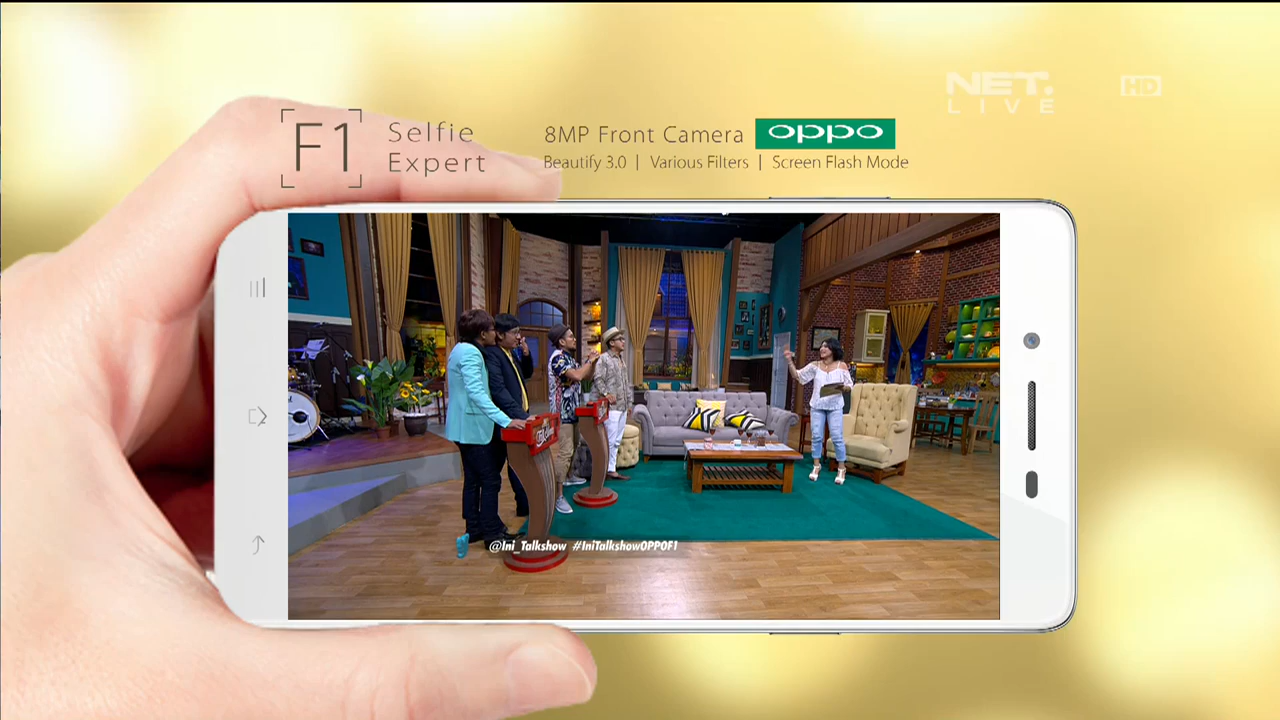 NET.
LIVE
HD
F1
Selfie
Expert
8MP Front Camera oppo
Beautify 3.0 | Various Filters | Screen Flash Mode
@Ini_Talkshow #IniTalkshowOPPOF1